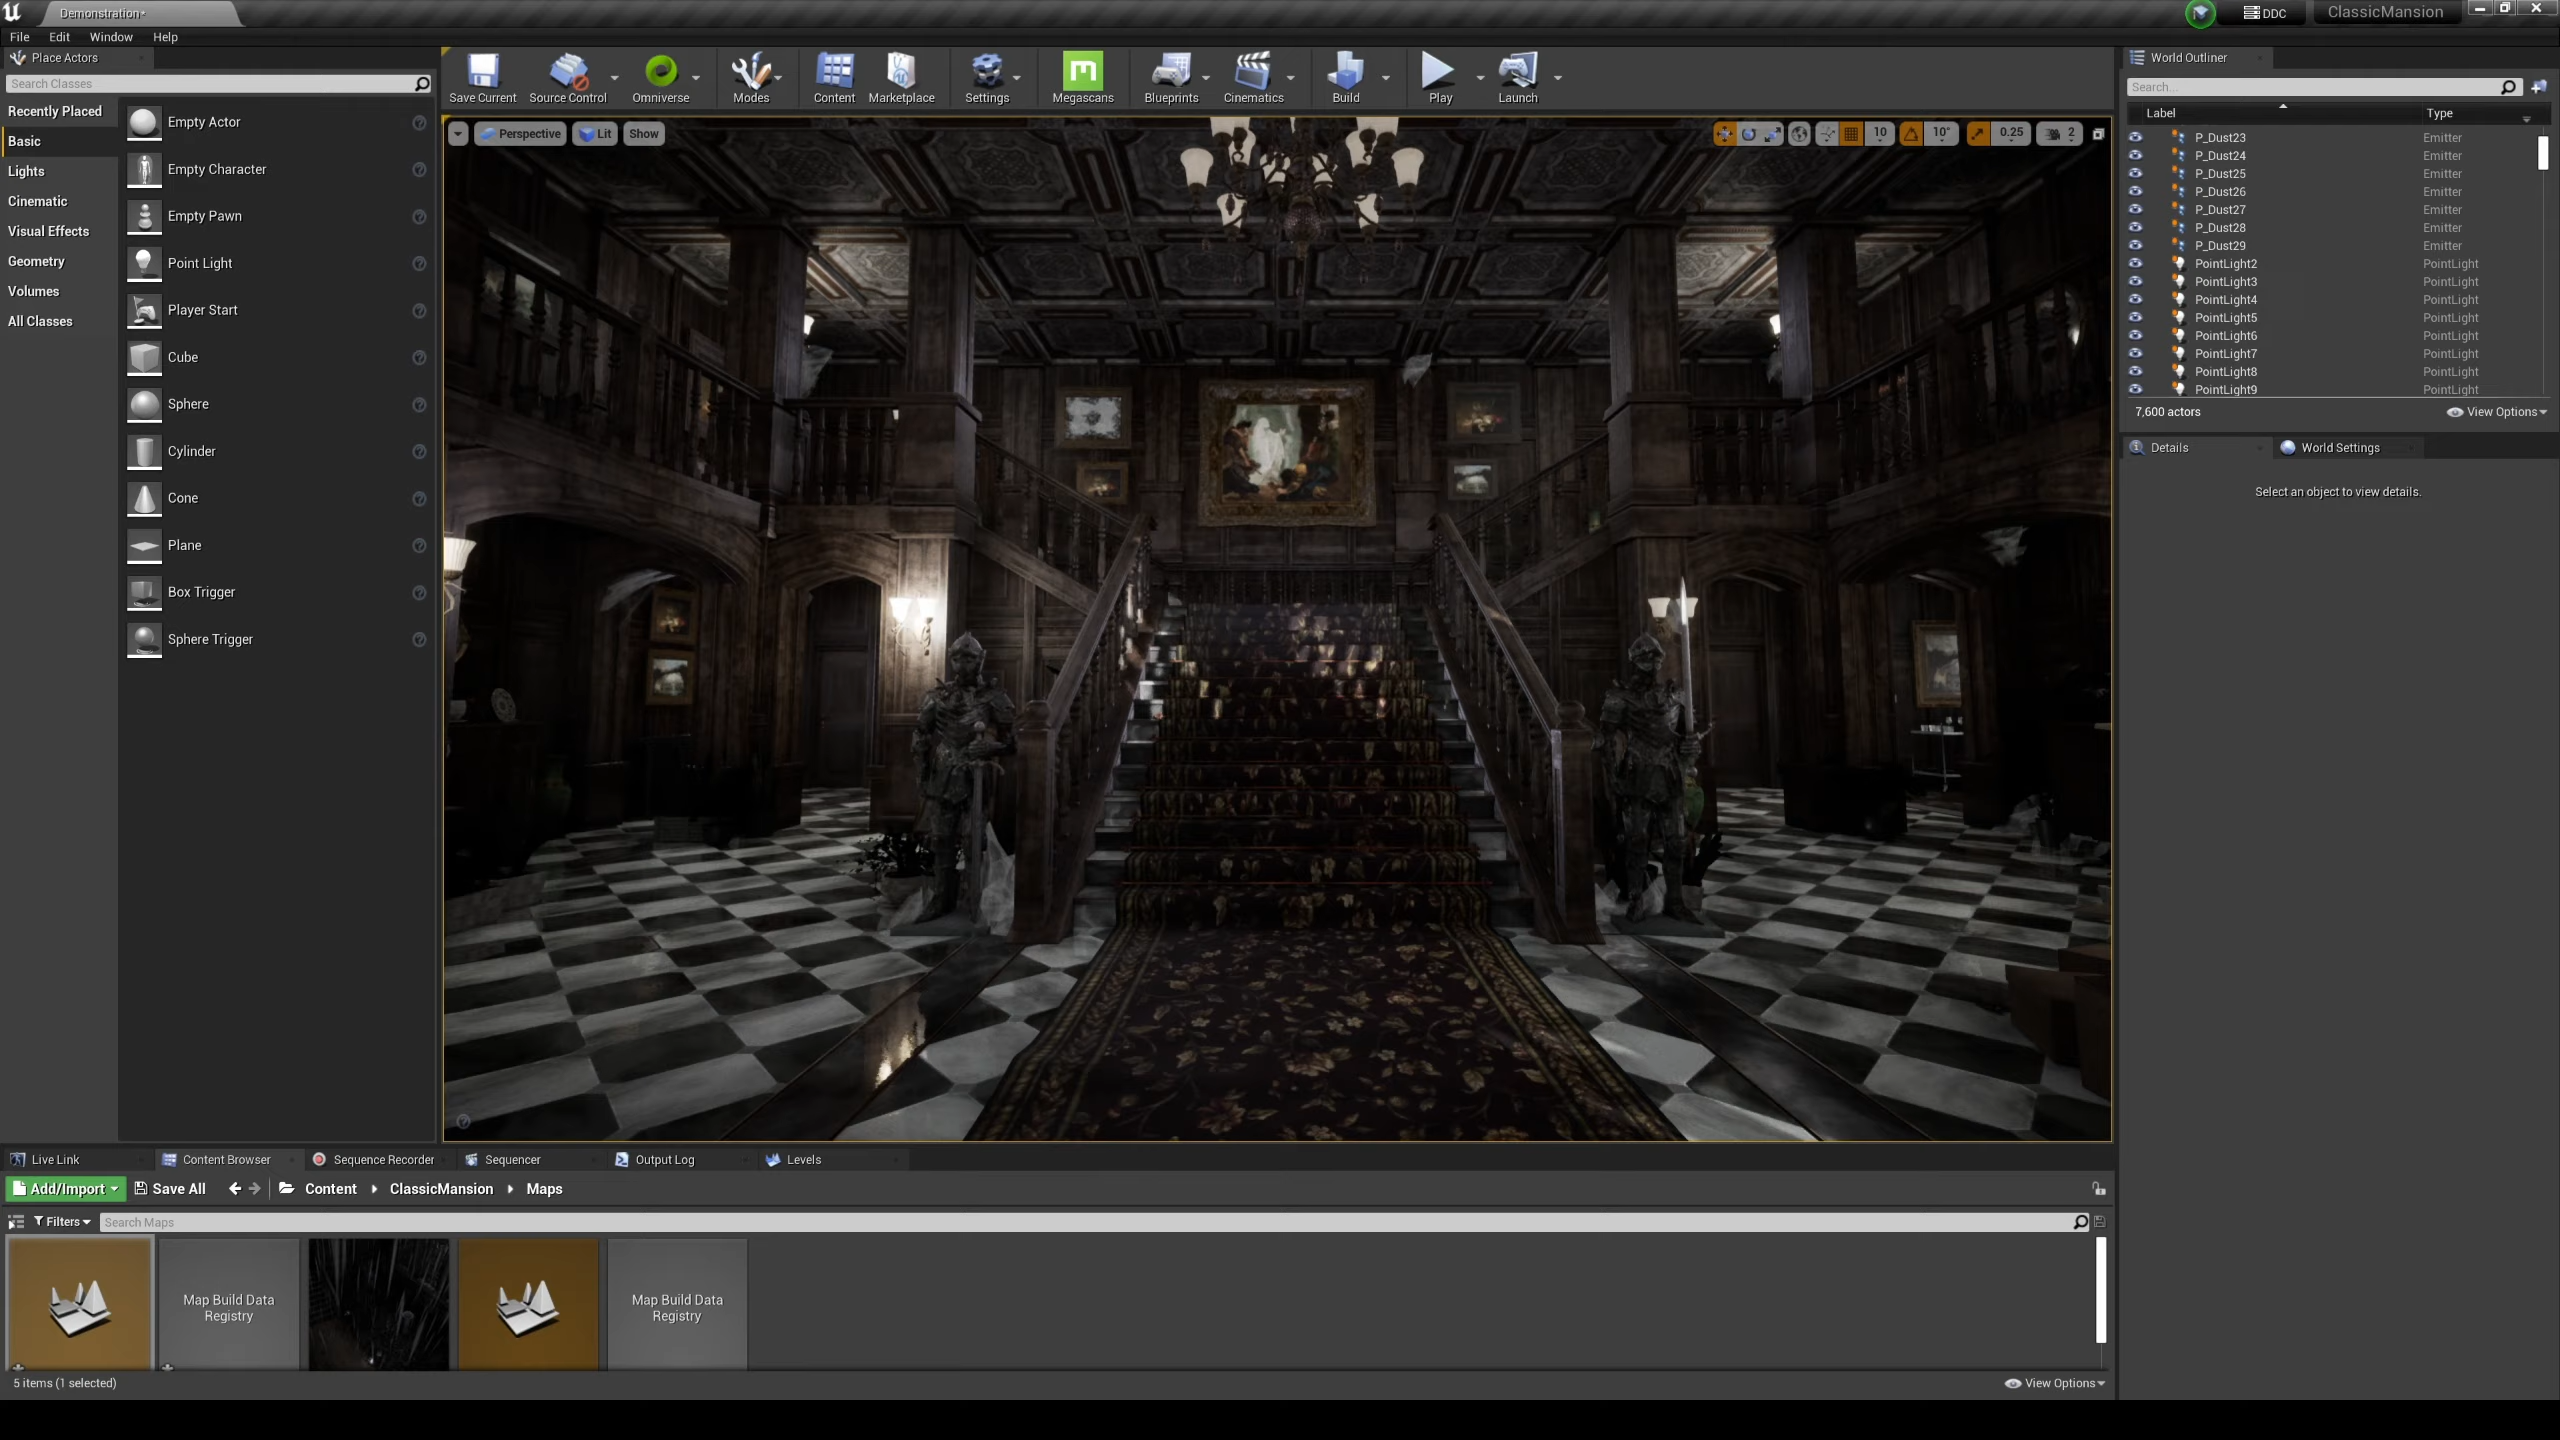 Demonstration*
DDC
ClassicMansion
File Edit Window Help
Place Actors
Search Classes
Recently Placed
Basic
Lights
Cinematic
Visual Effects
Geometry
Volumes
All Classes
Empty Actor
Empty Character
Empty Pawn
Point Light
Player Start
Cube
Sphere
Cylinder
Cone
Plane
Box Trigger
Sphere Trigger
Save Current Source Control Omniverse Modes Content Marketplace Settings Megascans Blueprints Cinematics Build Play Launch
Perspective Lit Show
10 10° 0.25 2
World Outliner
Search...
Label Type
P_Dust23 Emitter
P_Dust24 Emitter
P_Dust25 Emitter
P_Dust26 Emitter
P_Dust27 Emitter
P_Dust28 Emitter
P_Dust29 Emitter
PointLight2 PointLight
PointLight3 PointLight
PointLight4 PointLight
PointLight5 PointLight
PointLight6 PointLight
PointLight7 PointLight
PointLight8 PointLight
PointLight9 PointLight
7,600 actors View Options
Details World Settings
Select an object to view details.
Live Link Content Browser Sequence Recorder Sequencer Output Log Levels
Add/Import Save All Content ClassicMansion Maps
Filters Search Maps
Map Build Data
Registry
Map Build Data
Registry
5 items (1 selected) View Options